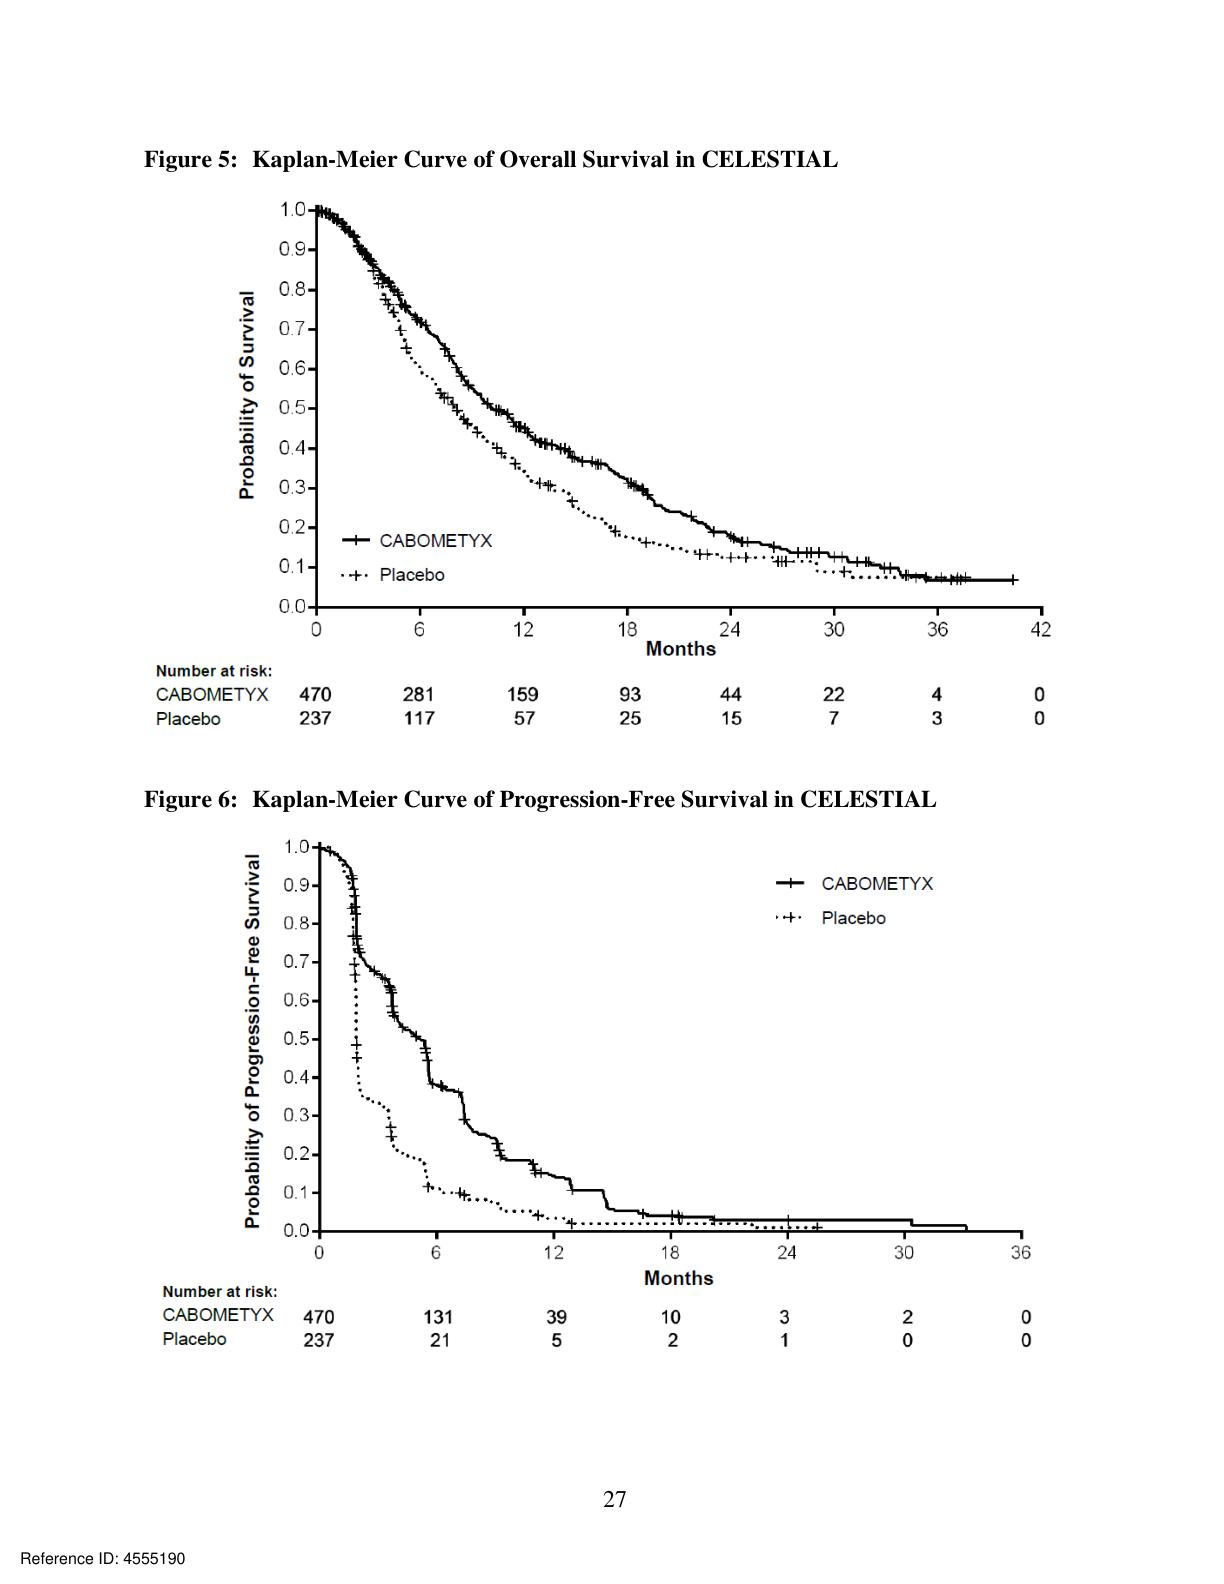 Figure 5: Kaplan-Meier Curve of Overall Survival in CELESTIAL
Probability of Survival
1.0
0.9
0.8
0.7
0.6
0.5
0.4
0.3
0.2
0.1
0.0
CABOMETYX
Placebo
0 6 12 18 24 30 36 42
Months
Number at risk:
CABOMETYX 470 281 159 93 44 22 4 0
Placebo 237 117 57 25 15 7 3 0
Figure 6: Kaplan-Meier Curve of Progression-Free Survival in CELESTIAL
Probability of Progression-Free Survival
1.0
0.9
0.8
0.7
0.6
0.5
0.4
0.3
0.2
0.1
0.0
CABOMETYX
Placebo
0 6 12 18 24 30 36
Months
Number at risk:
CABOMETYX 470 131 39 10 3 2 0
Placebo 237 21 5 2 1 0 0
27
Reference ID: 4555190